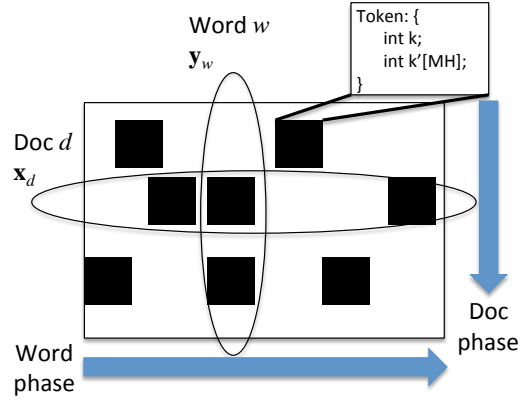 Word w
y_w
Token: {
int k;
int k'[MH];
}
Doc d
x_d
Doc
phase
Word
phase